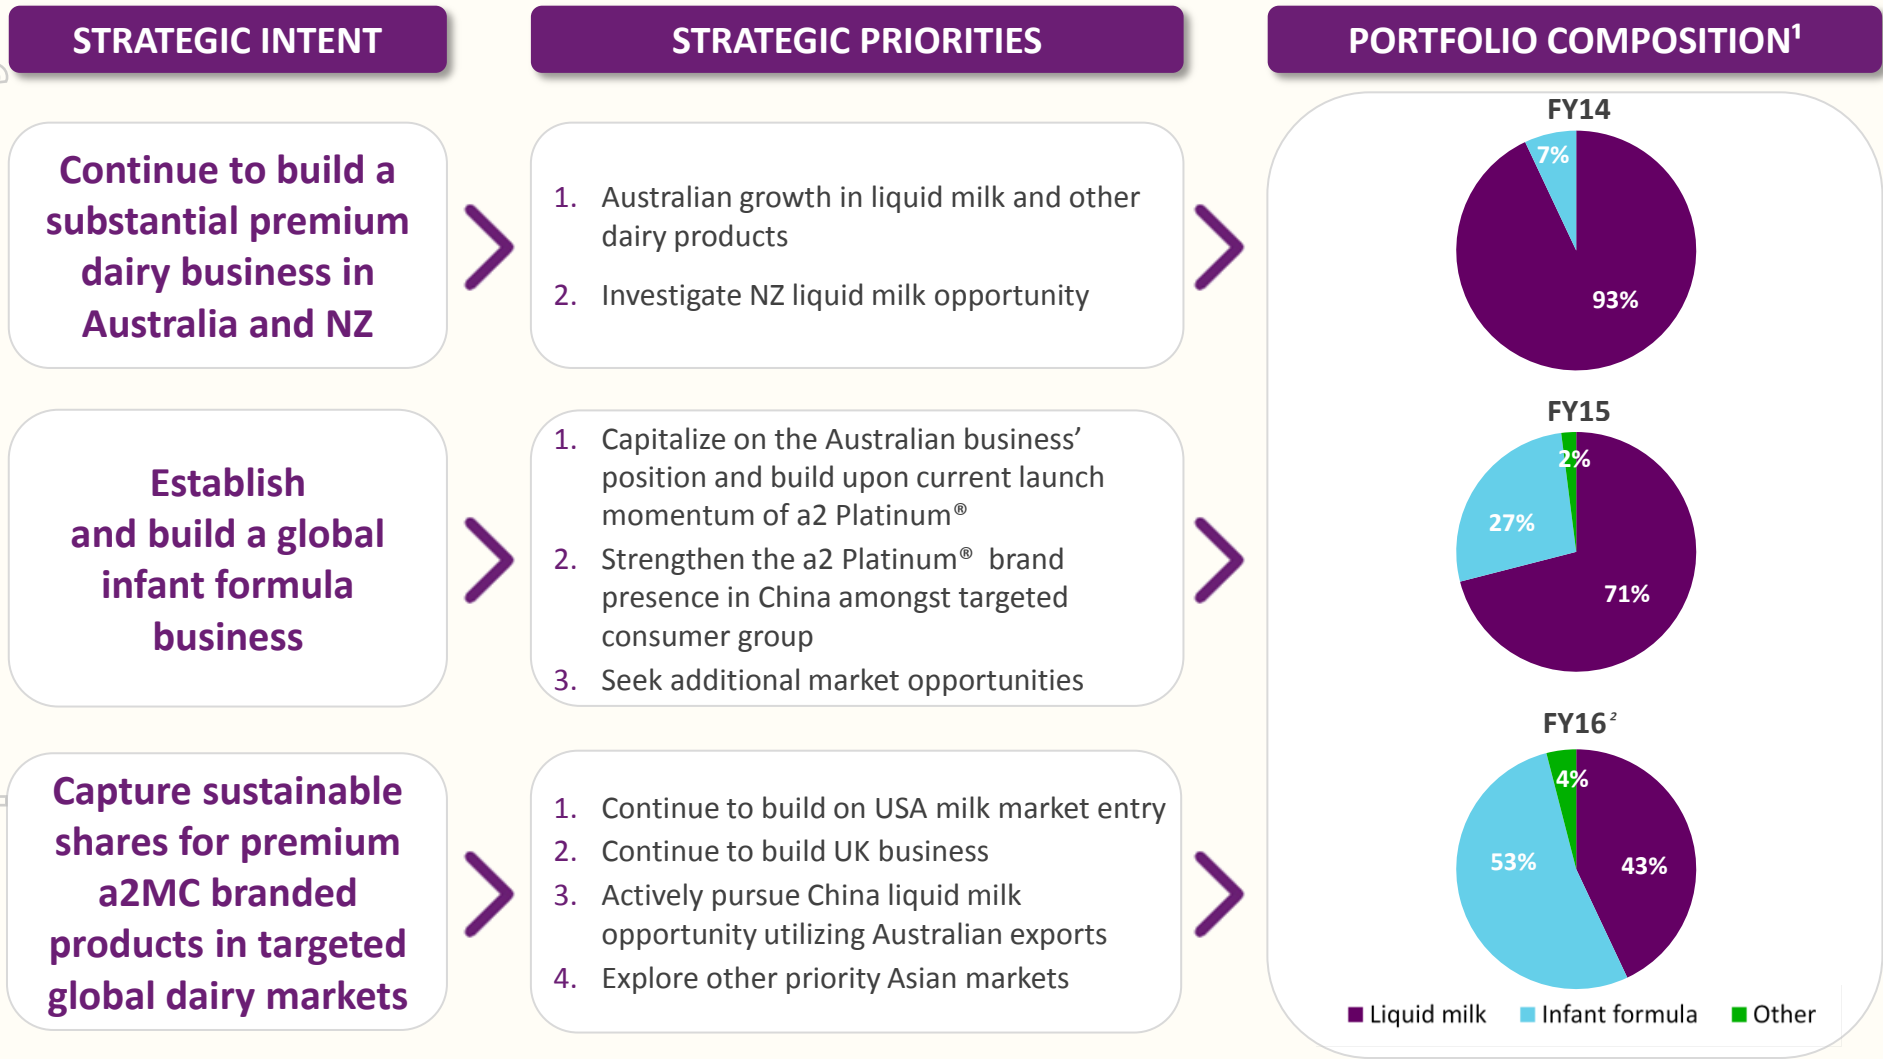 STRATEGIC INTENT
STRATEGIC PRIORITIES
PORTFOLIO COMPOSITION¹
Continue to build a
substantial premium
dairy business in
Australia and NZ
1. Australian growth in liquid milk and other
dairy products
2. Investigate NZ liquid milk opportunity
FY14
7%
93%
Establish
and build a global
infant formula
business
1. Capitalize on the Australian business’
position and build upon current launch
momentum of a2 Platinum®
2. Strengthen the a2 Platinum® brand
presence in China amongst targeted
consumer group
3. Seek additional market opportunities
FY15
2%
27%
71%
Capture sustainable
shares for premium
a2MC branded
products in targeted
global dairy markets
1. Continue to build on USA milk market entry
2. Continue to build UK business
3. Actively pursue China liquid milk
opportunity utilizing Australian exports
4. Explore other priority Asian markets
FY16²
4%
53%
43%
Liquid milk
Infant formula
Other